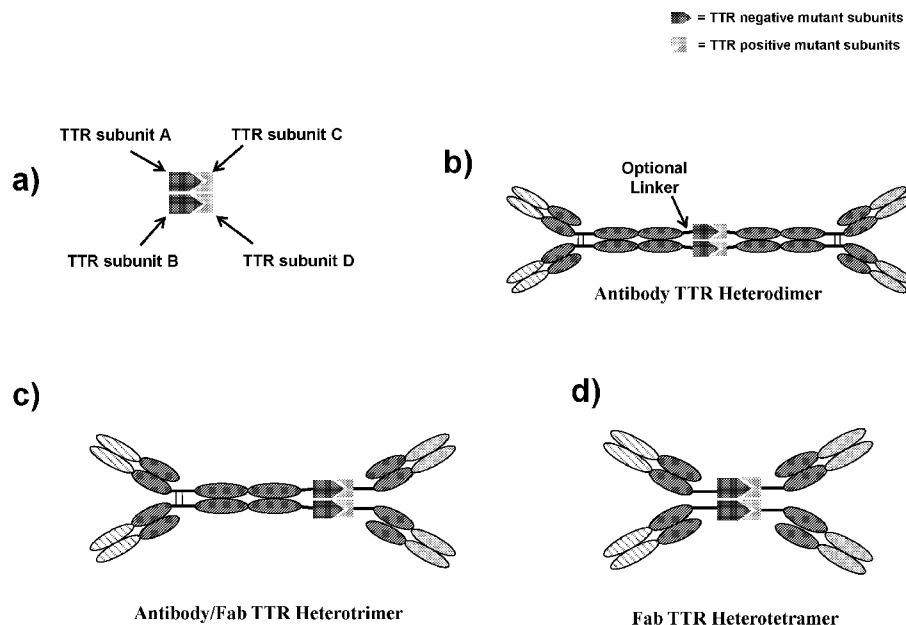 = TTR negative mutant subunits
= TTR positive mutant subunits
TTR subunit A
TTR subunit C
a)
TTR subunit B
TTR subunit D
b)
Optional
Linker
Antibody TTR Heterodimer
c)
Antibody/Fab TTR Heterotrimer
d)
Fab TTR Heterotetramer